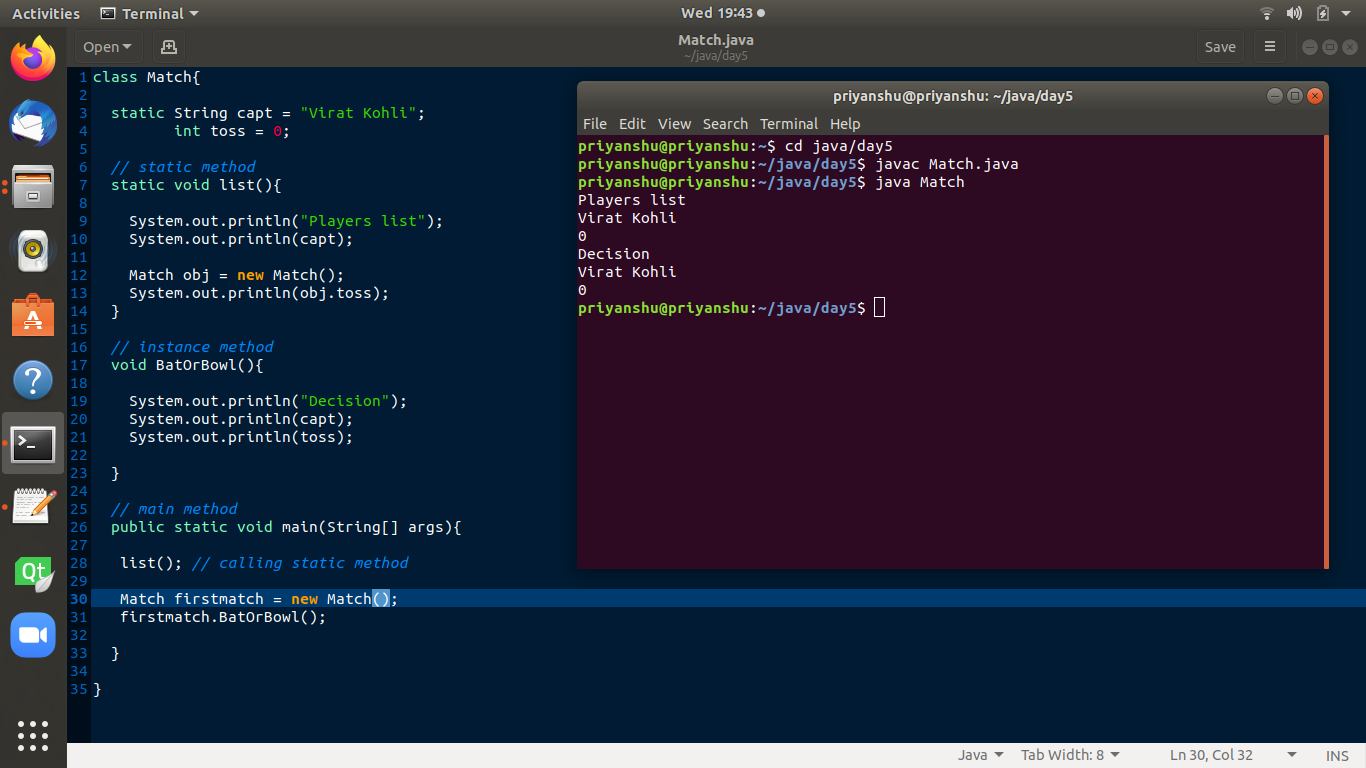 Activities Terminal Wed 19:43
Open Match.java Save
~/java/day5
1 class Match{
2
3 static String capt = "Virat Kohli";
4 int toss = 0;
5
6 // static method
7 static void list(){
8
9 System.out.println("Players list");
10 System.out.println(capt);
11
12 Match obj = new Match();
13 System.out.println(obj.toss);
14 }
15
16 // instance method
17 void BatOrBowl(){
18
19 System.out.println("Decision");
20 System.out.println(capt);
21 System.out.println(toss);
22
23 }
24
25 // main method
26 public static void main(String[] args){
27
28 list(); // calling static method
29
30 Match firstmatch = new Match();
31 firstmatch.BatOrBowl();
32
33 }
34
35 }
priyanshu@priyanshu: ~/java/day5
File Edit View Search Terminal Help
priyanshu@priyanshu:~$ cd java/day5
priyanshu@priyanshu:~/java/day5$ javac Match.java
priyanshu@priyanshu:~/java/day5$ java Match
Players list
Virat Kohli
0
Decision
Virat Kohli
0
priyanshu@priyanshu:~/java/day5$
Qt
Java Tab Width: 8 Ln 30, Col 32 INS